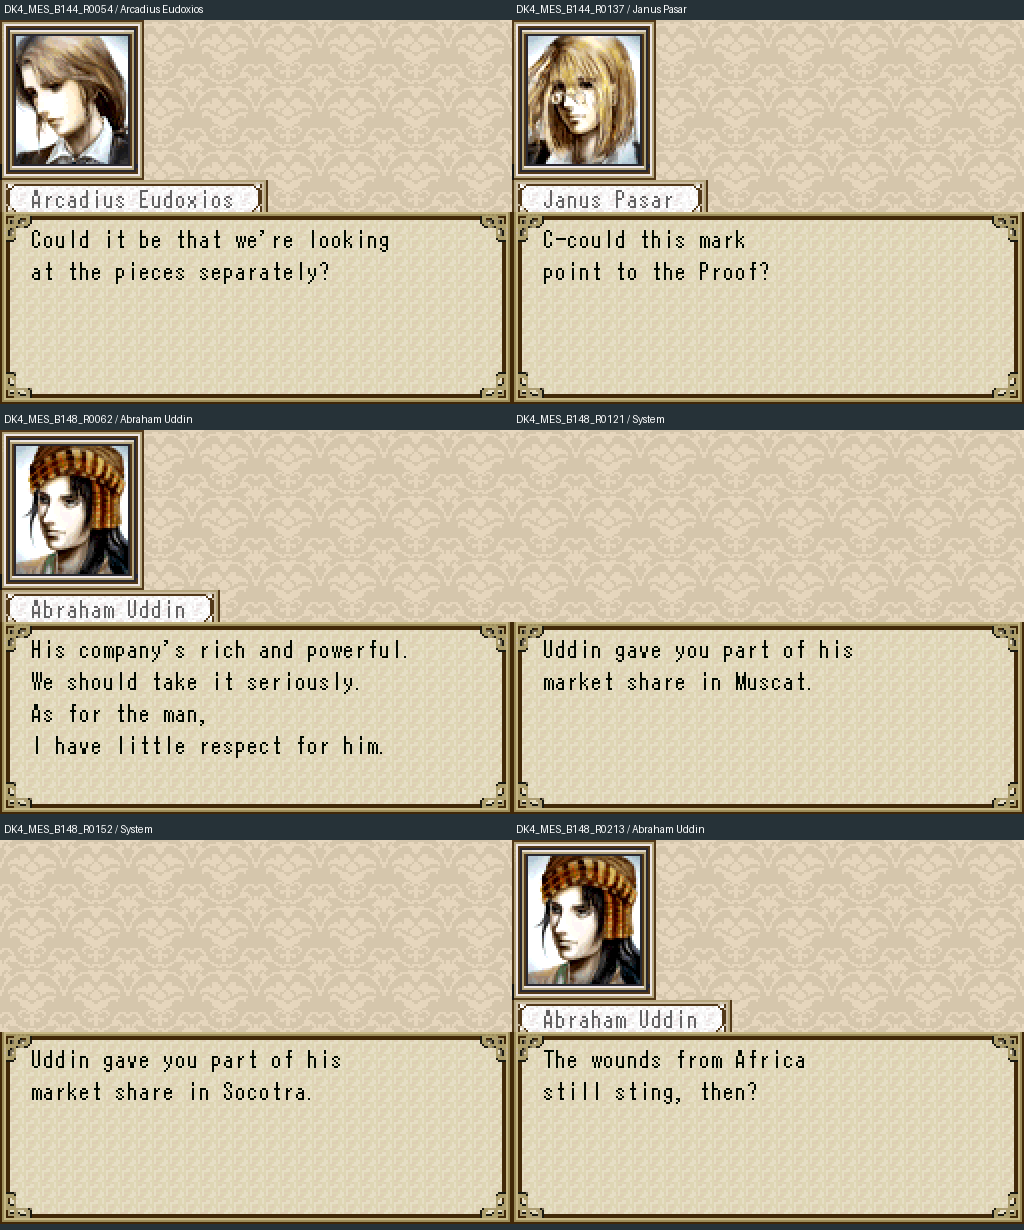 DK4_MES_B144_R0054 / Arcadius Eudoxios
Arcadius Eudoxios
Could it be that we're looking
at the pieces separately?
DK4_MES_B144_R0137 / Janus Pasar
Janus Pasar
C-could this mark
point to the Proof?
DK4_MES_B148_R0062 / Abraham Uddin
Abraham Uddin
His company's rich and powerful.
We should take it seriously.
As for the man,
I have little respect for him.
DK4_MES_B148_R0121 / System
Uddin gave you part of his
market share in Muscat.
DK4_MES_B148_R0152 / System
Uddin gave you part of his
market share in Socotra.
DK4_MES_B148_R0213 / Abraham Uddin
Abraham Uddin
The wounds from Africa
still sting, then?